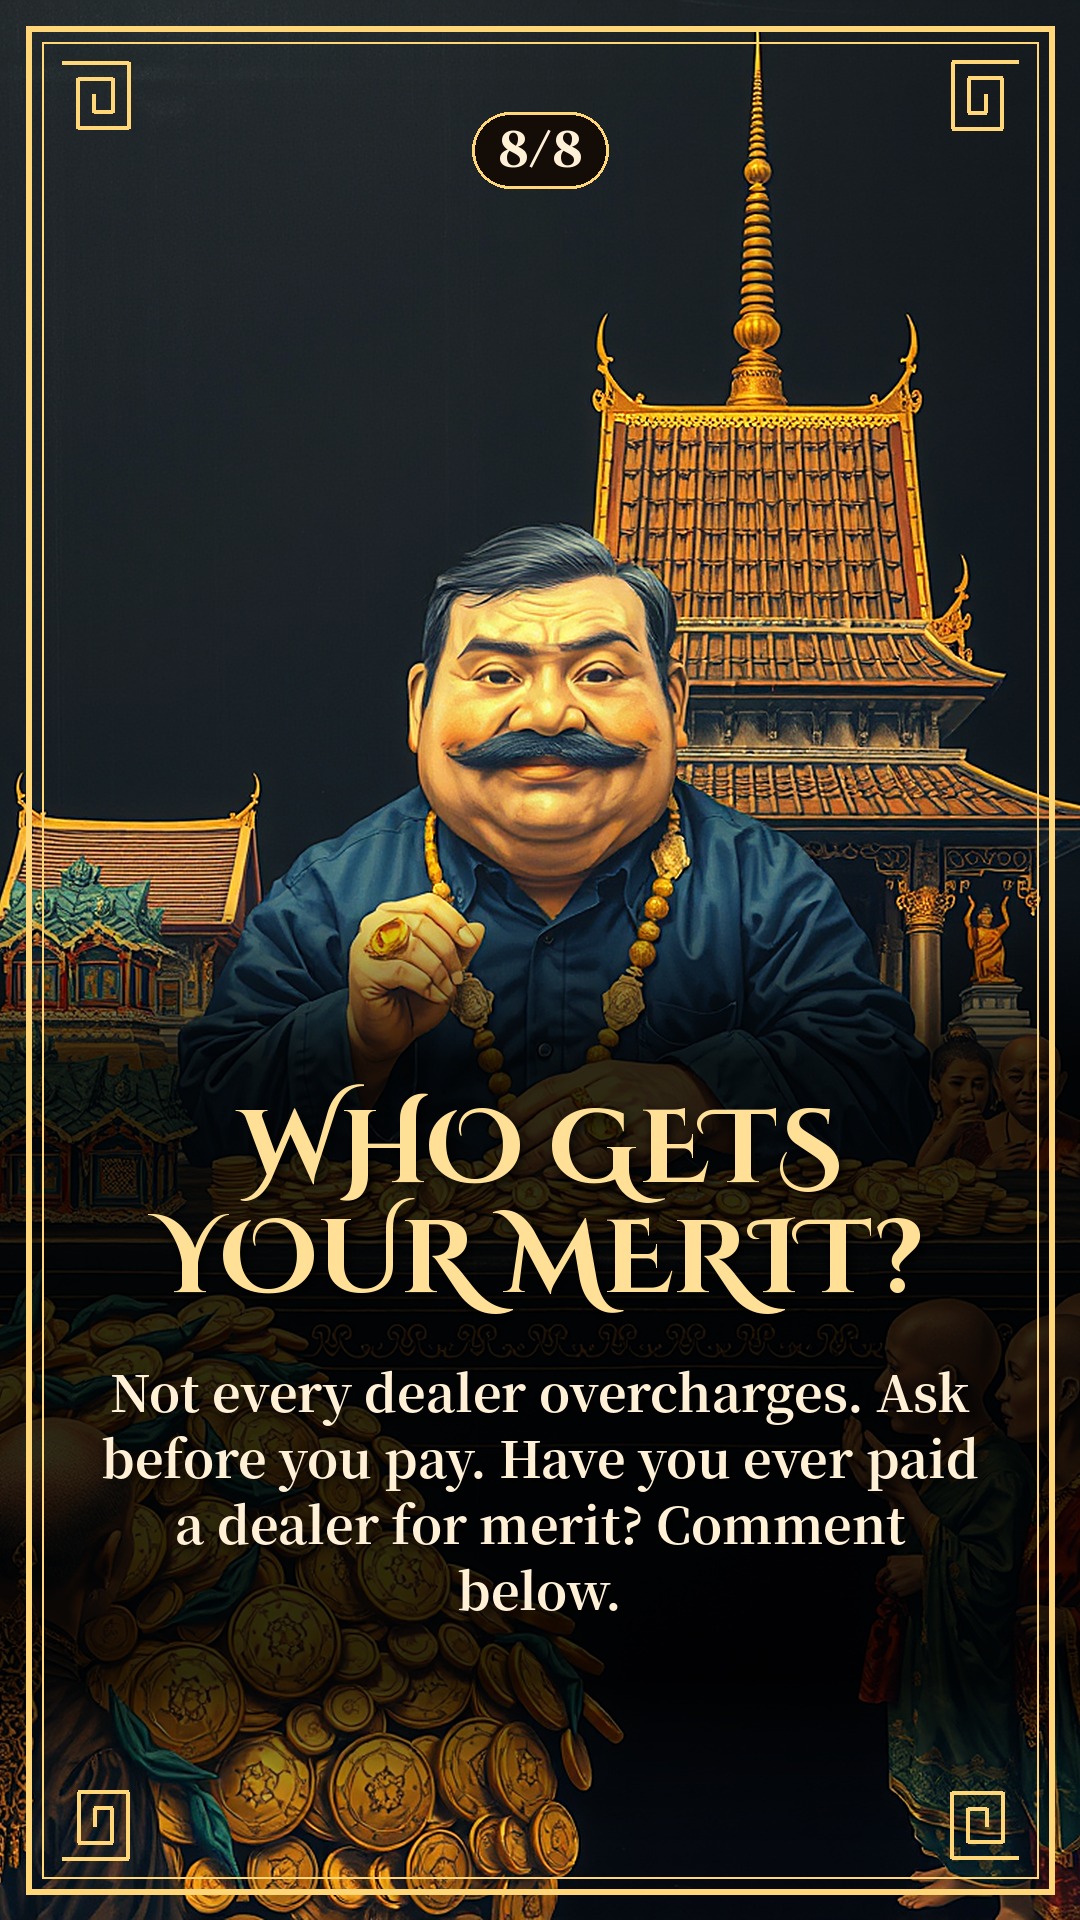 8/8
WHO GETS
YOUR MERIT?
Not every dealer overcharges. Ask
before you pay. Have you ever paid
a dealer for merit? Comment
below.